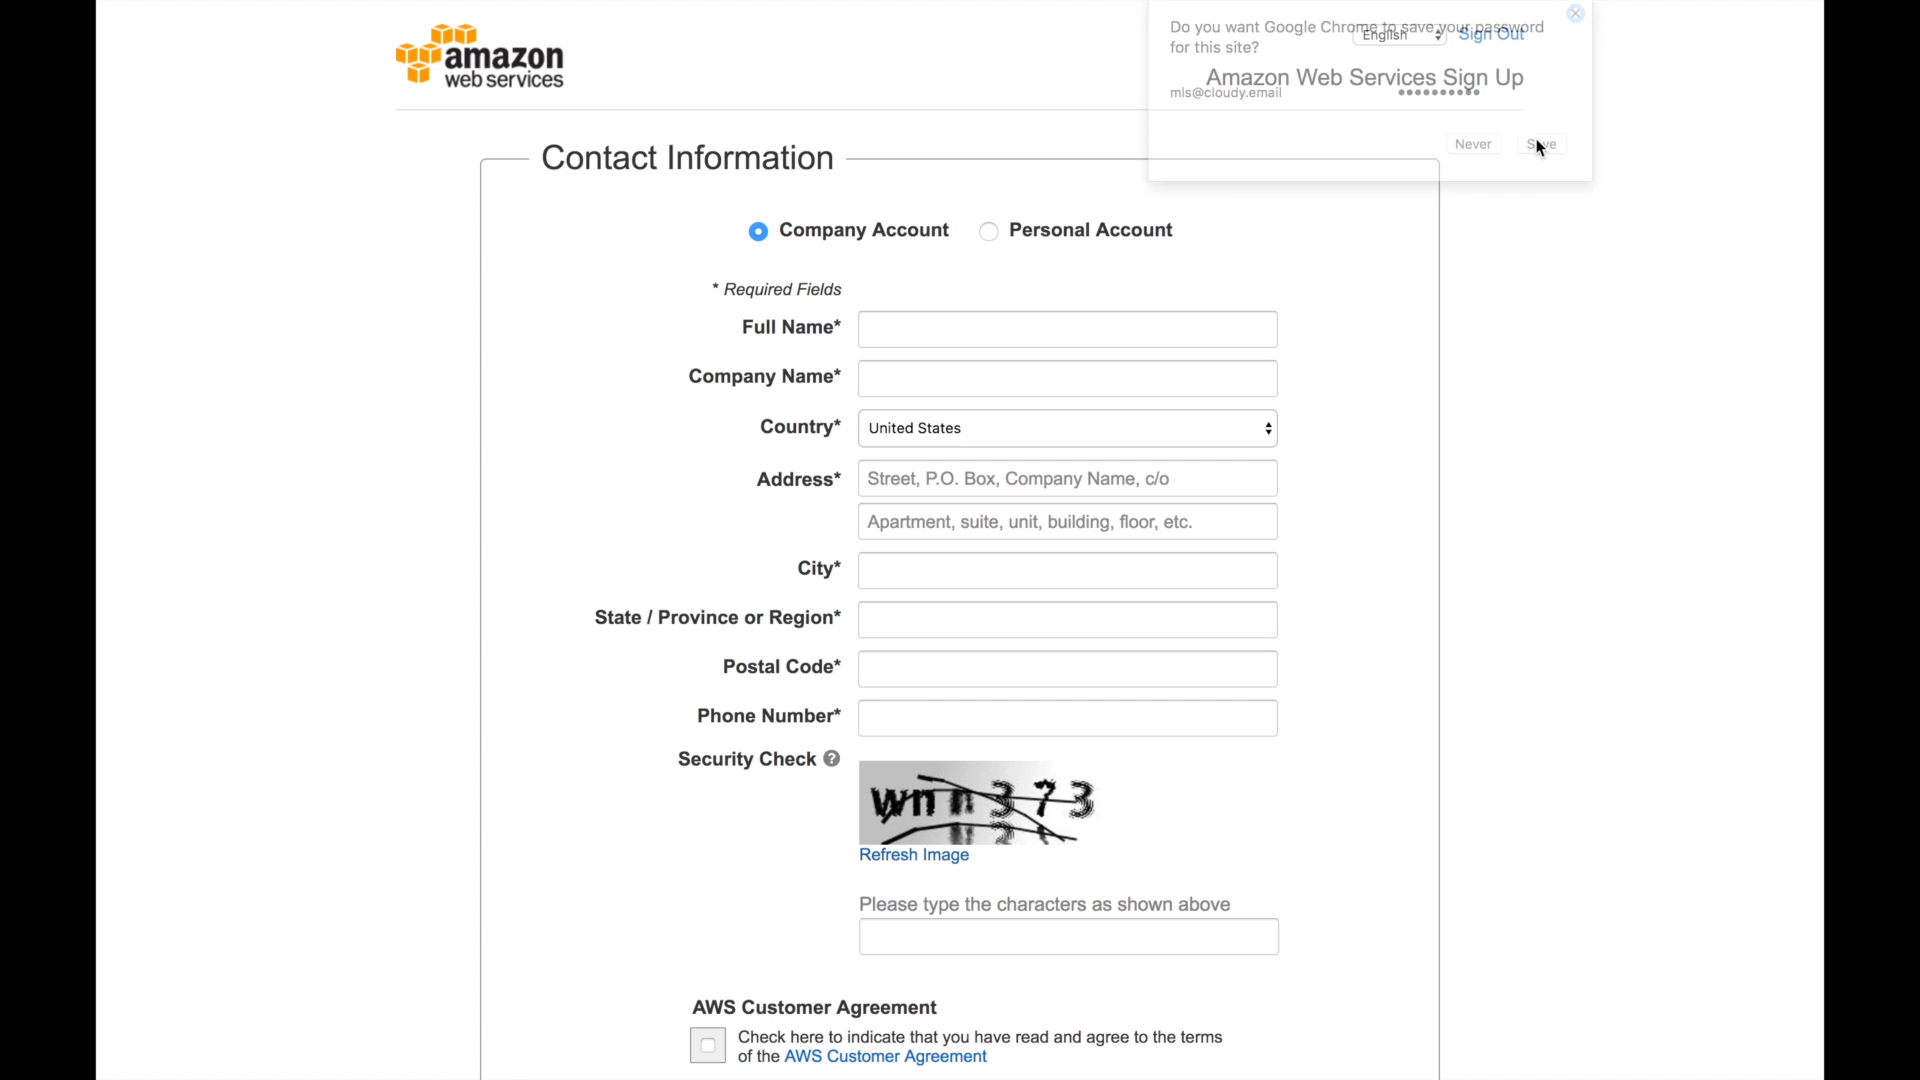 amazon
web services
Do you want Google Chrome to save your password
for this site?
English
Sign Out
Amazon Web Services Sign Up
mls@cloudy.email
Never
Save
Contact Information
Company Account
Personal Account
* Required Fields
Full Name*
Company Name*
Country*
United States
Address*
Street, P.O. Box, Company Name, c/o
Apartment, suite, unit, building, floor, etc.
City*
State / Province or Region*
Postal Code*
Phone Number*
Security Check ?
Refresh Image
Please type the characters as shown above
AWS Customer Agreement
Check here to indicate that you have read and agree to the terms
of the AWS Customer Agreement